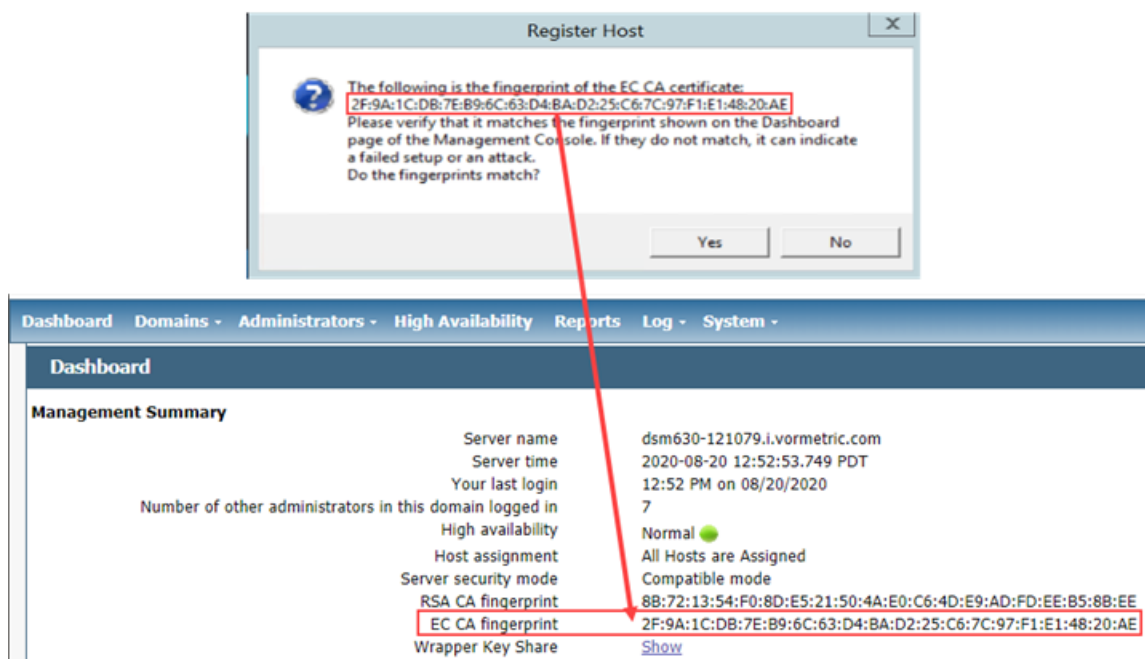 Register Host
X
The following is the fingerprint of the EC CA certificate:
2F:9A:1C:DB:7E:B9:6C:63:D4:BA:D2:25:C6:7C:97:F1:E1:48:20:AE
Please verify that it matches the fingerprint shown on the Dashboard
page of the Management Console. If they do not match, it can indicate
a failed setup or an attack.
Do the fingerprints match?
Yes No
Dashboard Domains Administrators High Availability Reports Log System
Dashboard
Management Summary
Server name dsm630-121079.i.vormetric.com
Server time 2020-08-20 12:52:53.749 PDT
Your last login 12:52 PM on 08/20/2020
Number of other administrators in this domain logged in 7
High availability Normal
Host assignment All Hosts are Assigned
Server security mode Compatible mode
RSA CA fingerprint 8B:72:13:54:F0:8D:E5:21:50:4A:E0:C6:4D:E9:AD:FD:EE:B5:8B:EE
EC CA fingerprint 2F:9A:1C:DB:7E:B9:6C:63:D4:BA:D2:25:C6:7C:97:F1:E1:48:20:AE
Wrapper Key Share Show